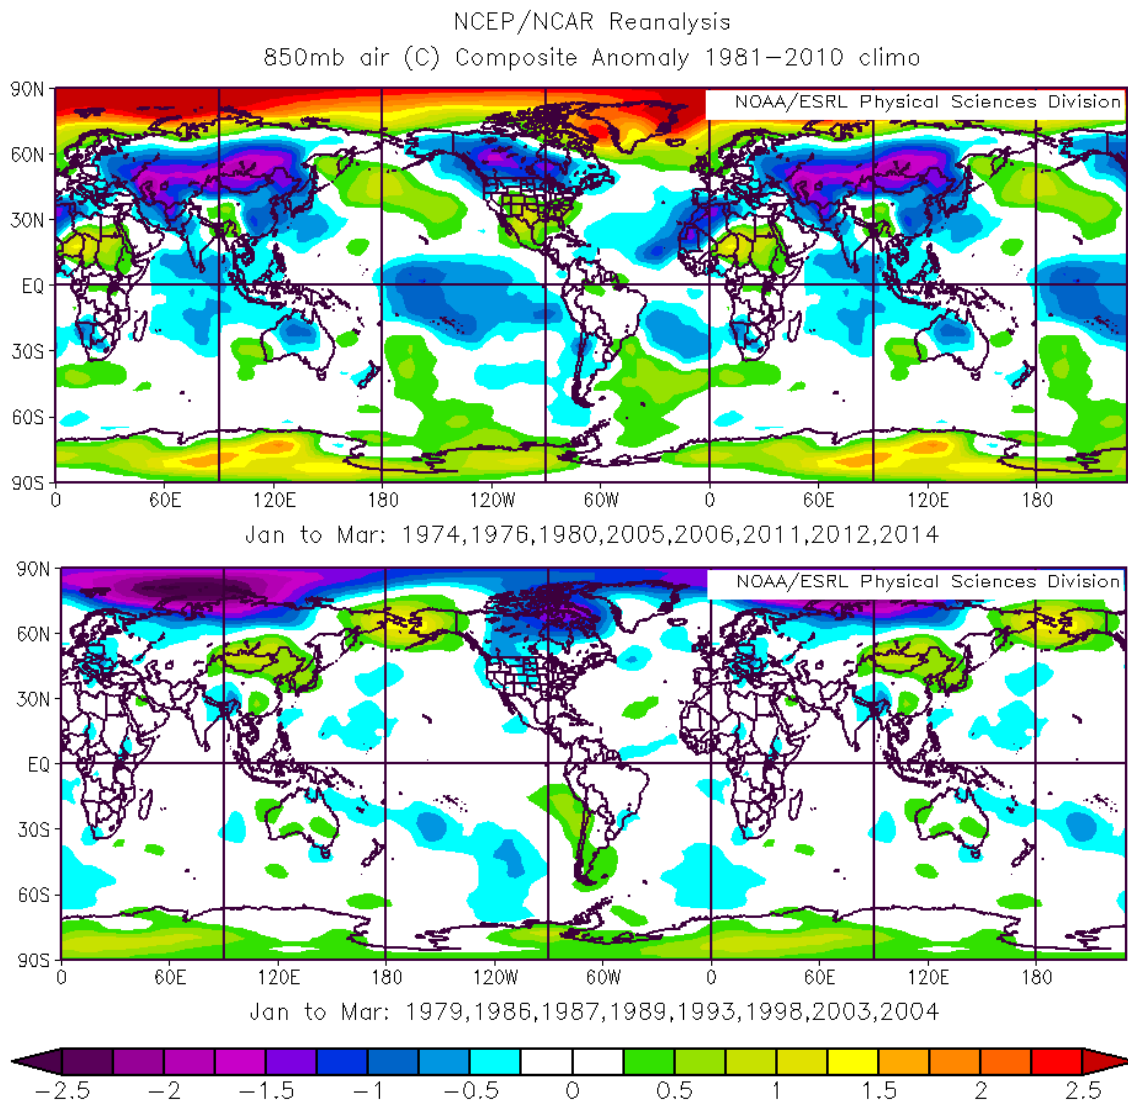 NCEP/NCAR Reanalysis
850mb air (C) Composite Anomaly 1981−2010 climo
NOAA/ESRL Physical Sciences Division
90N
60N
30N
EQ
30S
60S
90S
0 60E 120E 180 120W 60W 0 60E 120E 180
Jan to Mar: 1974,1976,1980,2005,2006,2011,2012,2014
NOAA/ESRL Physical Sciences Division
90N
60N
30N
EQ
30S
60S
90S
0 60E 120E 180 120W 60W 0 60E 120E 180
Jan to Mar: 1979,1986,1987,1989,1993,1998,2003,2004
−2.5 −2 −1.5 −1 −0.5 0 0.5 1 1.5 2 2.5